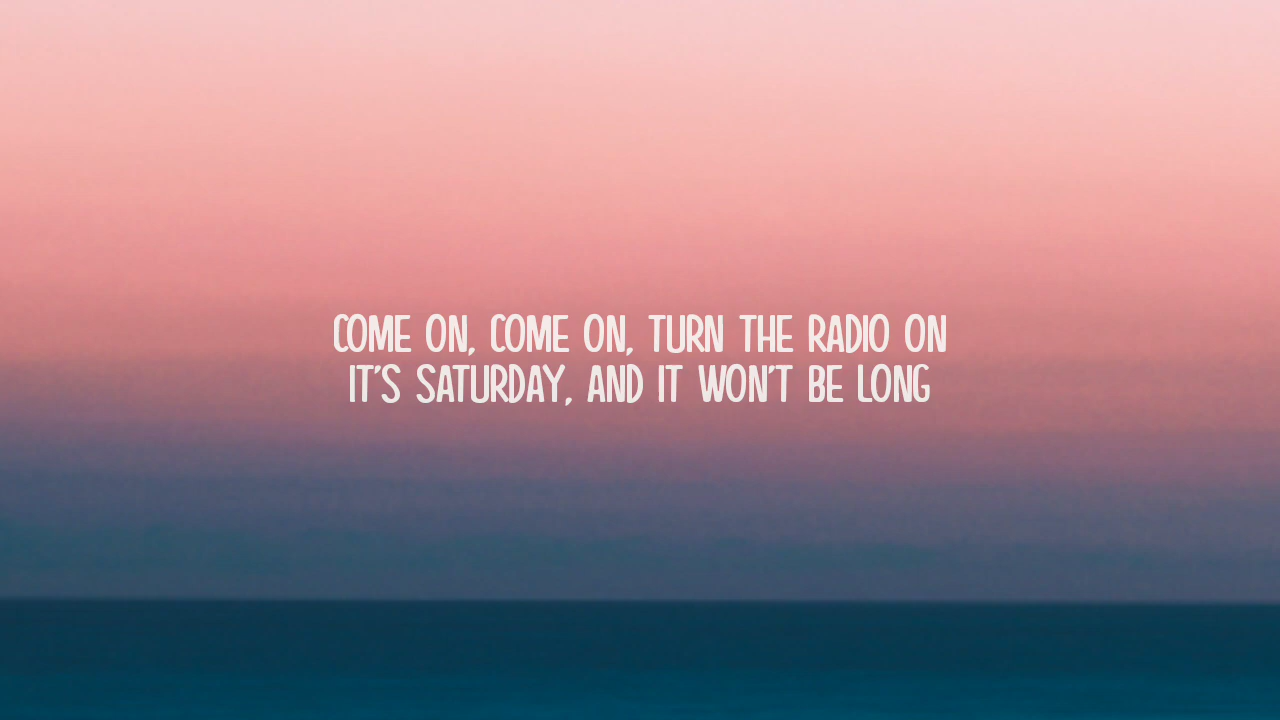 COME ON, COME ON, TURN THE RADIO ON
IT'S SATURDAY, AND IT WON'T BE LONG